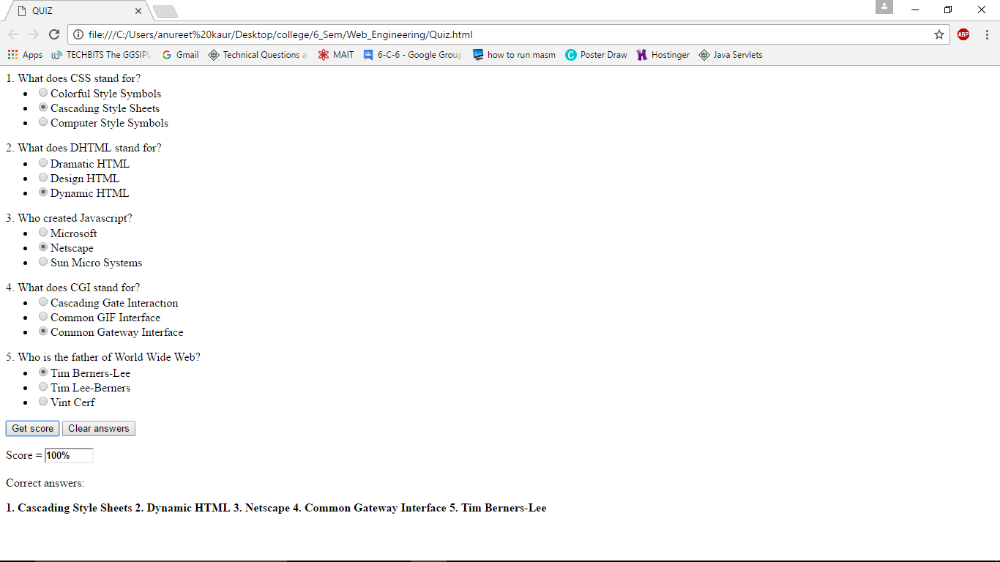 QUIZ
file:///C:/Users/anureet%20kaur/Desktop/college/6_Sem/Web_Engineering/Quiz.html
ABP
Apps TECHBITS The GGSIPU Gmail Technical Questions a MAIT 6-C-6 - Google Group how to run masm Poster Draw Hostinger Java Servlets
1. What does CSS stand for?
Colorful Style Symbols
Cascading Style Sheets
Computer Style Symbols
2. What does DHTML stand for?
Dramatic HTML
Design HTML
Dynamic HTML
3. Who created Javascript?
Microsoft
Netscape
Sun Micro Systems
4. What does CGI stand for?
Cascading Gate Interaction
Common GIF Interface
Common Gateway Interface
5. Who is the father of World Wide Web?
Tim Berners-Lee
Tim Lee-Berners
Vint Cerf
Get score Clear answers
Score = 100%
Correct answers:
1. Cascading Style Sheets 2. Dynamic HTML 3. Netscape 4. Common Gateway Interface 5. Tim Berners-Lee